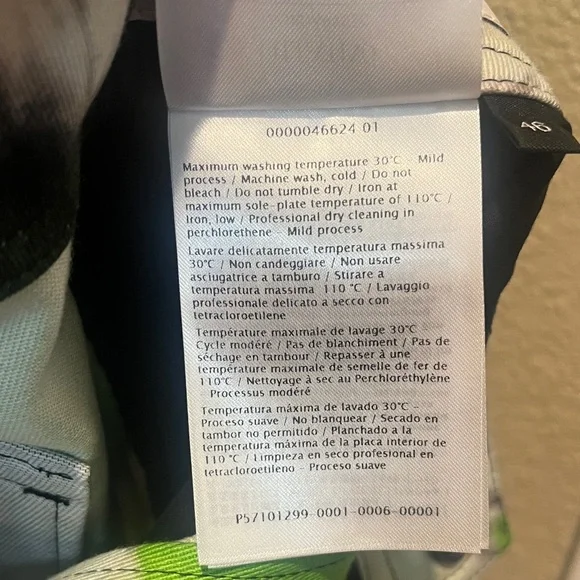 0000046624 01
Maximum washing temperature 30°C - Mild
process / Machine wash, cold / Do not
bleach / Do not tumble dry / Iron at
maximum sole-plate temperature of 110°C /
Iron, low / Professional dry cleaning in
perchlorethene - Mild process
Lavare delicatamente temperatura massima
30°C / Non candeggiare / Non usare
asciugatrice a tamburo / Stirare a
temperatura massima 110 °C / Lavaggio
professionale delicato a secco con
tetracloroetilene
Température maximale de lavage 30°C
Cycle modéré / Pas de blanchiment / Pas de
séchage en tambour / Repasser à une
température maximale de semelle de fer de
110°C / Nettoyage à sec au Perchloréthylène
- Processus modéré
Temperatura máxima de lavado 30°C -
Proceso suave / No blanquear / Secado en
tambor no permitido / Planchado a la
temperatura máxima de la placa interior de
110 °C / Limpieza en seco profesional en
tetracloroetileno - Proceso suave
P57101299-0001-0006-00001
46